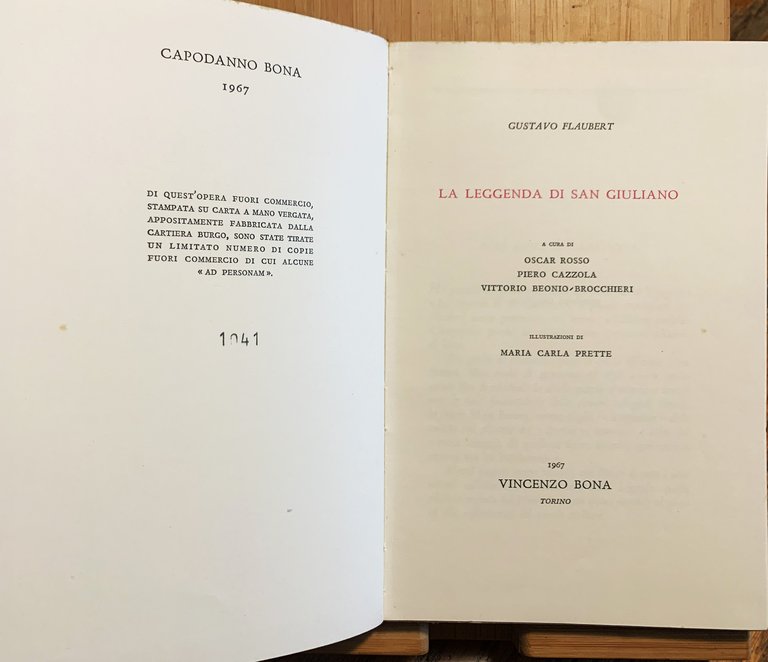 CAPODANNO BONA
1967
DI QUEST'OPERA FUORI COMMERCIO,
STAMPATA SU CARTA A MANO VERGATA,
APPOSITAMENTE FABBRICATA DALLA
CARTIERA BURGO, SONO STATE TIRATE
UN LIMITATO NUMERO DI COPIE
FUORI COMMERCIO DI CUI ALCUNE
« AD PERSONAM ».
1041
GUSTAVO FLAUBERT
LA LEGGENDA DI SAN GIULIANO
A CURA DI
OSCAR ROSSO
PIERO CAZZOLA
VITTORIO BEONIO-BROCCHIERI
ILLUSTRAZIONI DI
MARIA CARLA PRETTE
1967
VINCENZO BONA
TORINO